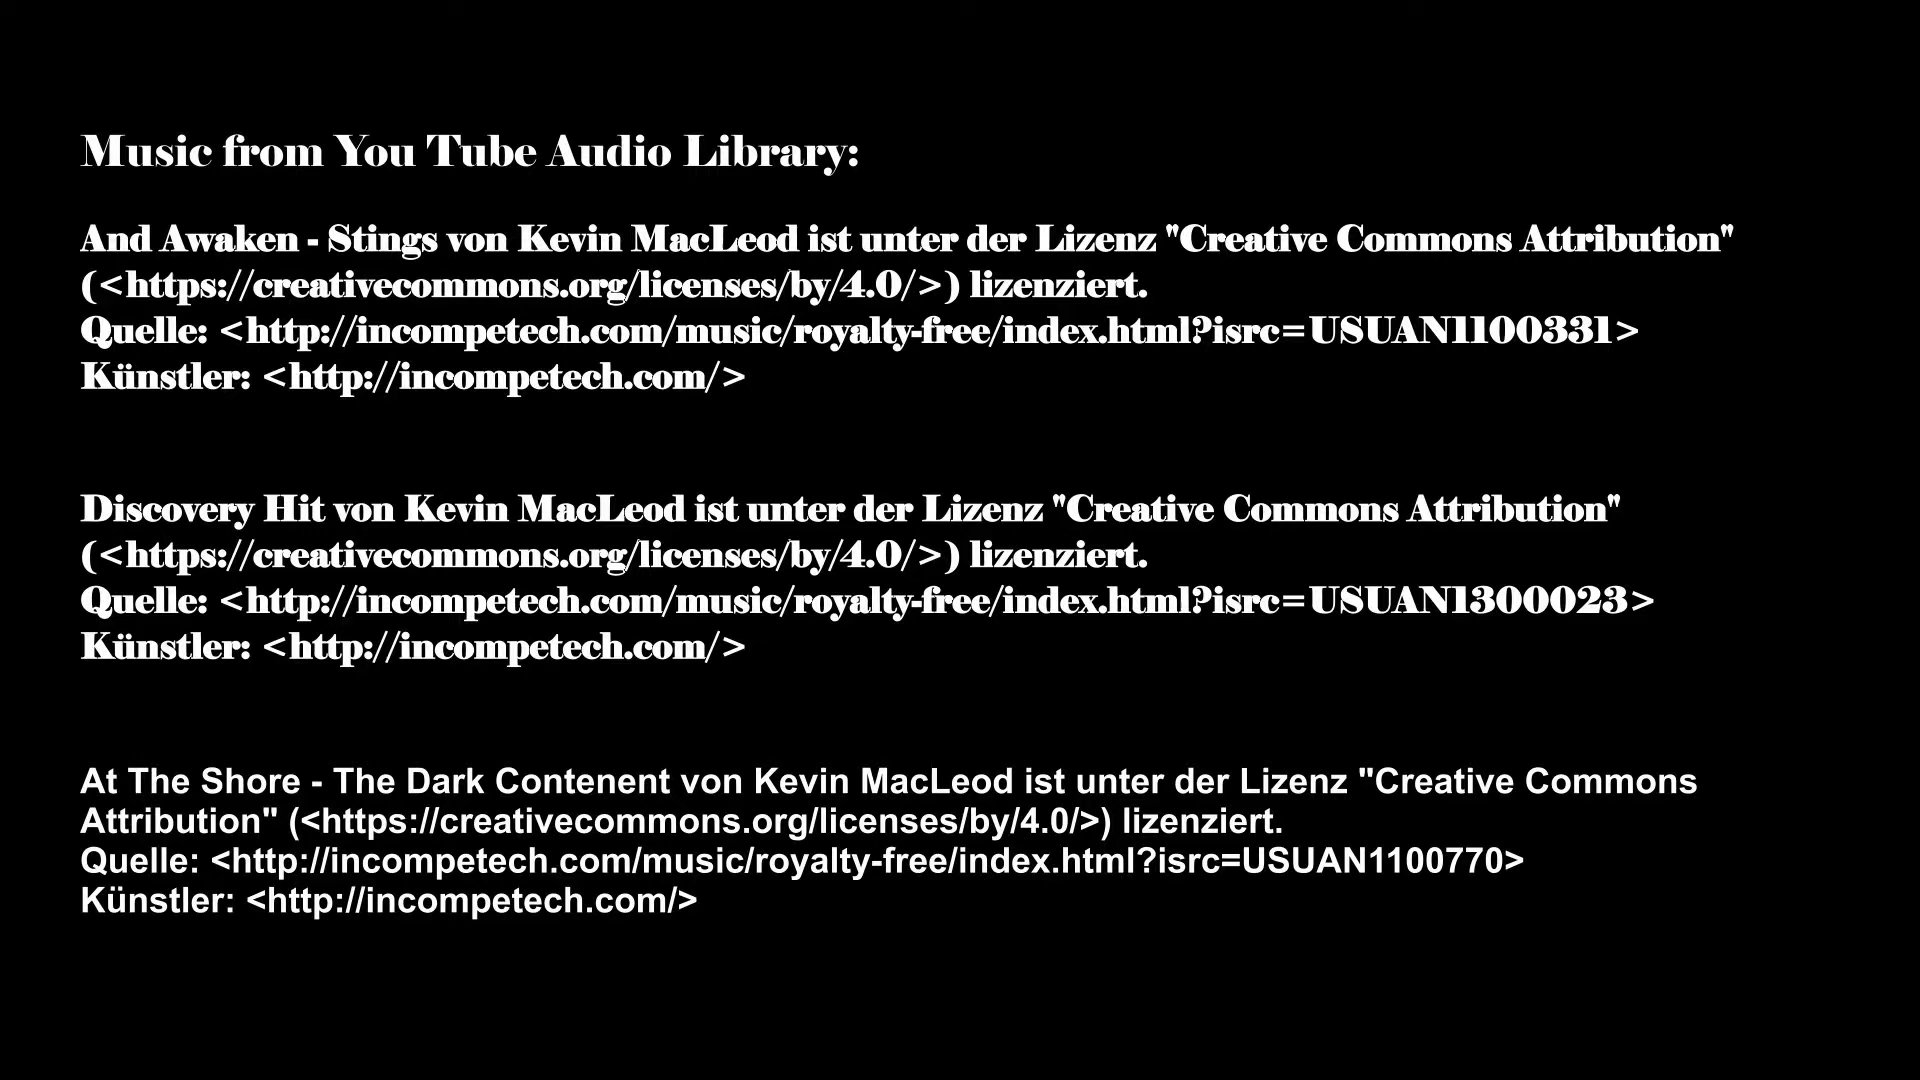 Music from You Tube Audio Library:
And Awaken - Stings von Kevin MacLeod ist unter der Lizenz "Creative Commons Attribution"
(<https://creativecommons.org/licenses/by/4.0/>) lizenziert.
Quelle: <http://incompetech.com/music/royalty-free/index.html?isrc=USUAN1100331>
Künstler: <http://incompetech.com/>
Discovery Hit von Kevin MacLeod ist unter der Lizenz "Creative Commons Attribution"
(<https://creativecommons.org/licenses/by/4.0/>) lizenziert.
Quelle: <http://incompetech.com/music/royalty-free/index.html?isrc=USUAN1300023>
Künstler: <http://incompetech.com/>
At The Shore - The Dark Contenent von Kevin MacLeod ist unter der Lizenz "Creative Commons
Attribution" (<https://creativecommons.org/licenses/by/4.0/>) lizenziert.
Quelle: <http://incompetech.com/music/royalty-free/index.html?isrc=USUAN1100770>
Künstler: <http://incompetech.com/>